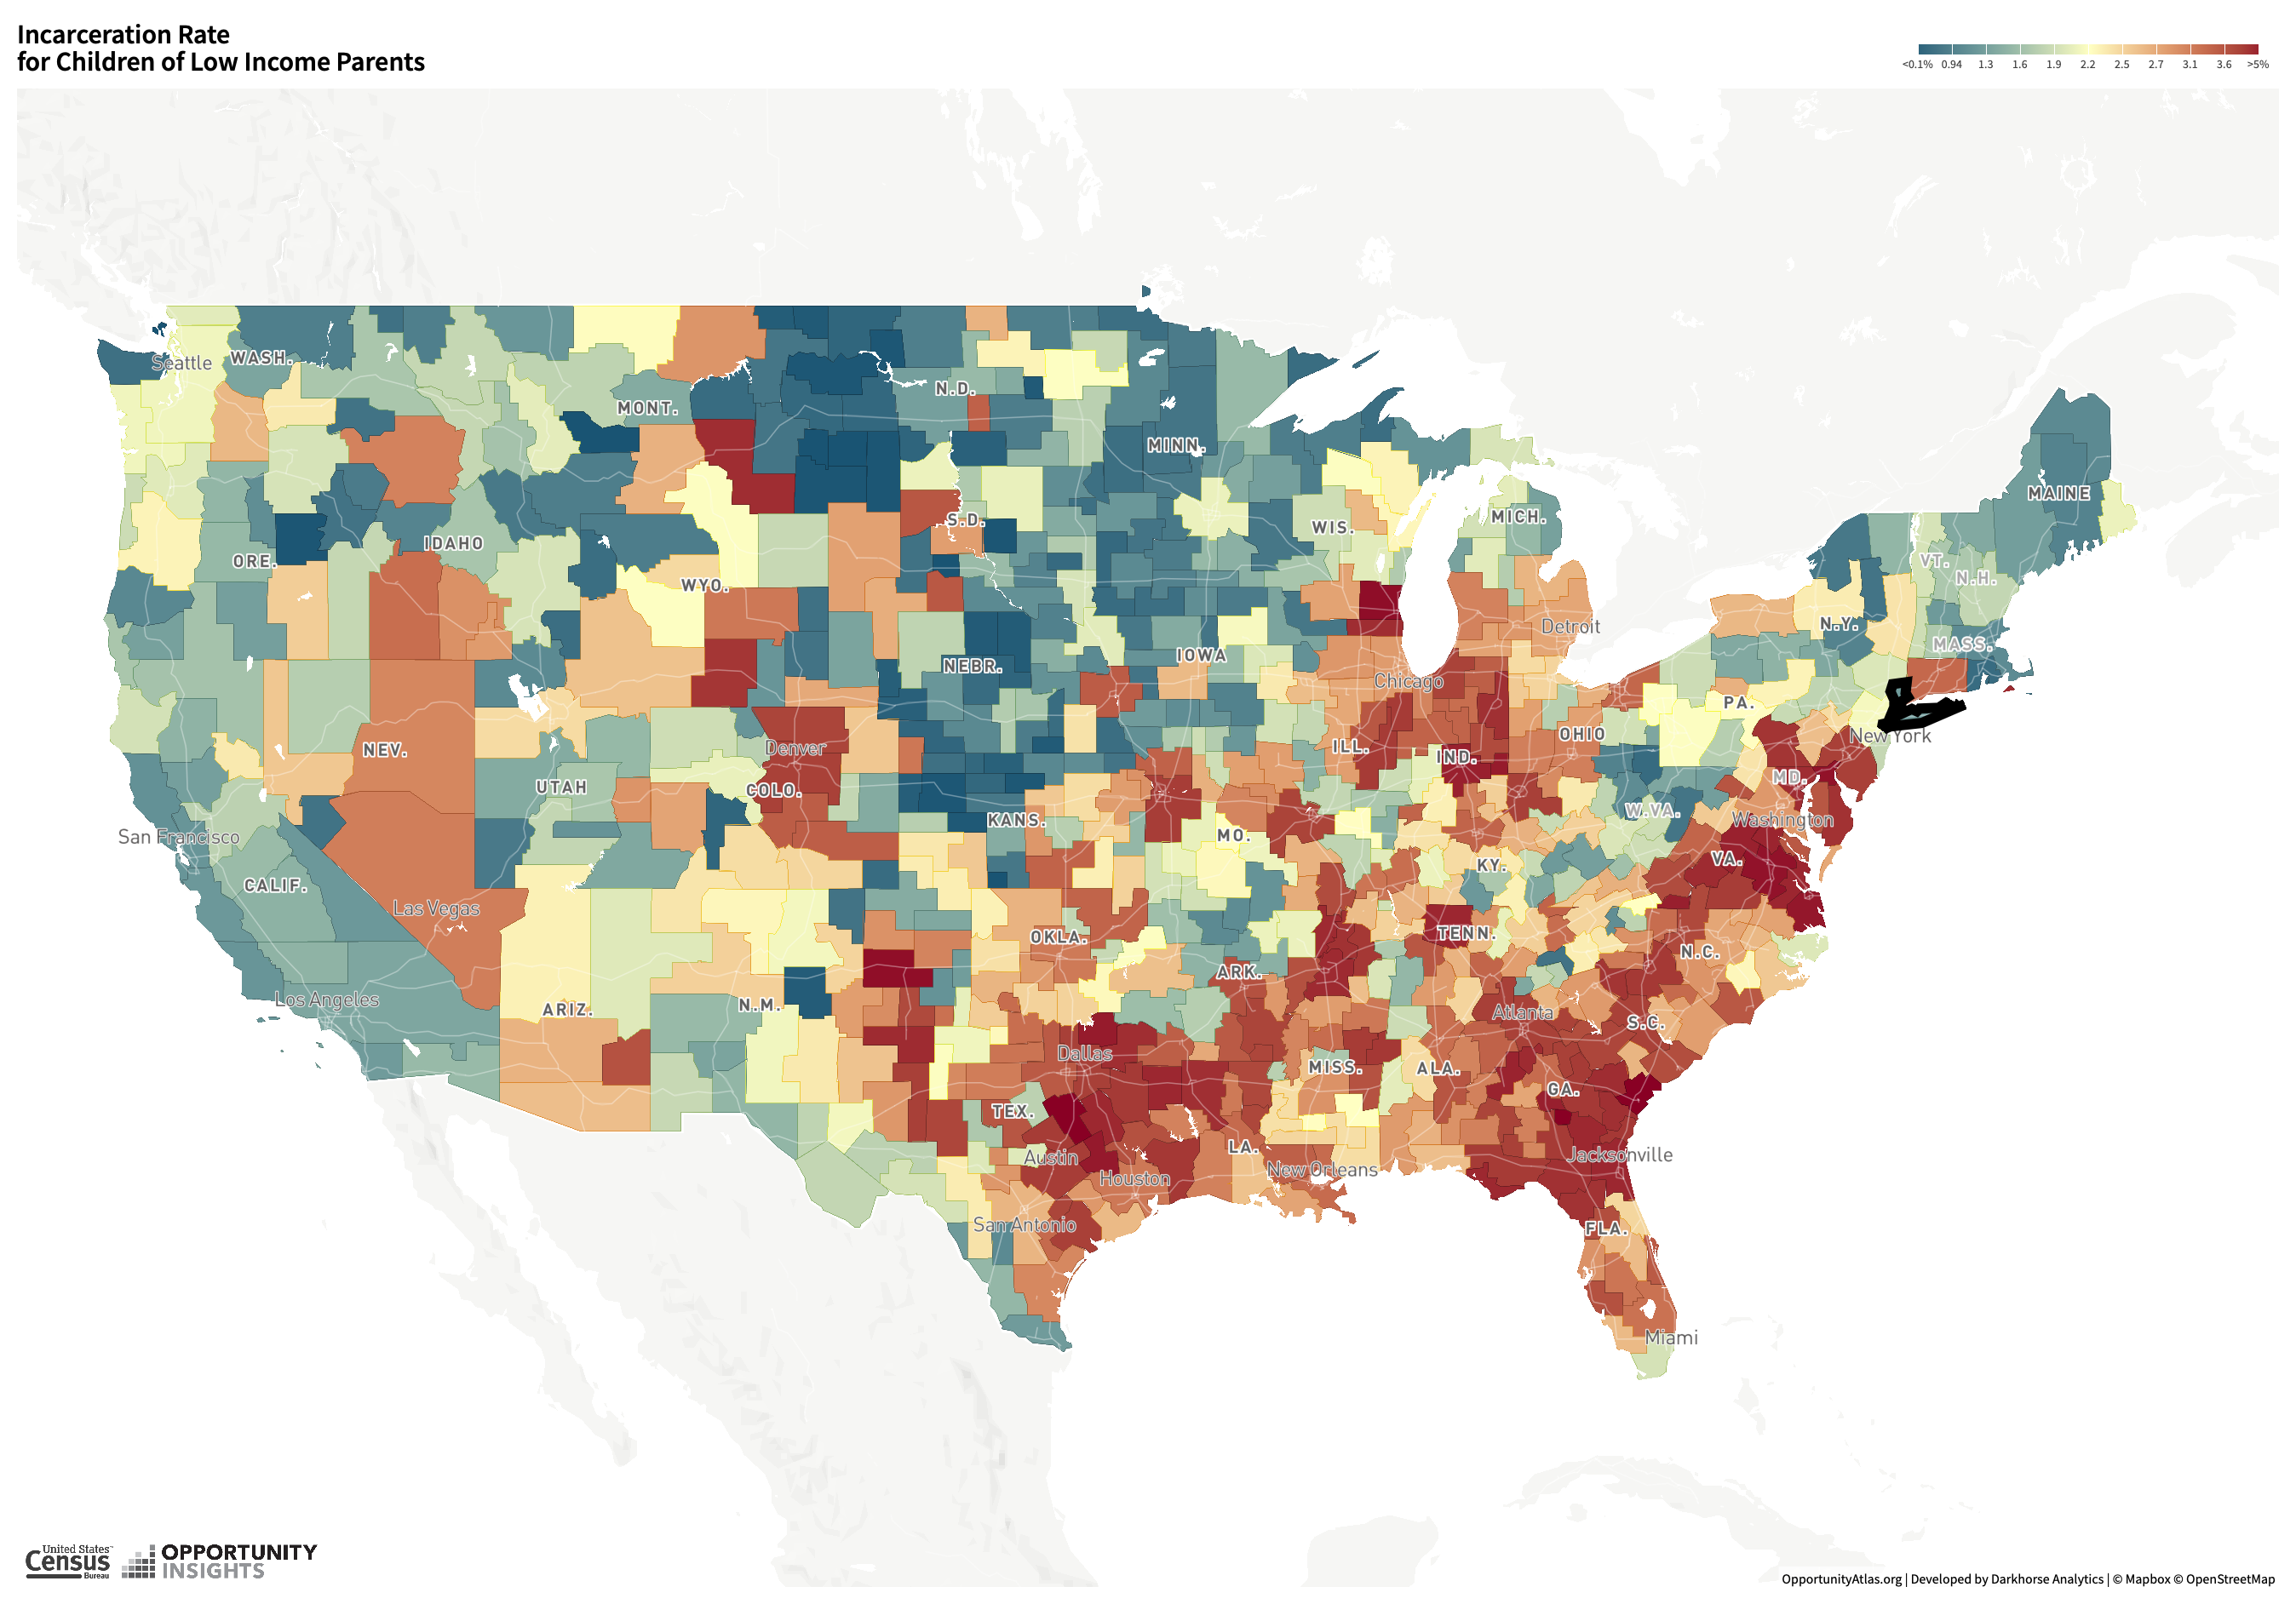 Incarceration Rate
for Children of Low Income Parents
<0.1% 0.94 1.3 1.6 1.9 2.2 2.5 2.7 3.1 3.6 >5%
Seattle
WASH.
MONT.
N.D.
MINN.
MAINE
ORE.
IDAHO
WYO.
S.D.
WIS.
MICH.
VT.
N.H.
N.Y.
MASS.
Detroit
NEBR.
IOWA
Chicago
PA.
New York
NEV.
UTAH
Denver
COLO.
KANS.
MO.
ILL.
IND.
OHIO
MD.
W.VA.
Washington
San Francisco
CALIF.
Las Vegas
KY.
VA.
Los Angeles
ARIZ.
N.M.
OKLA.
ARK.
TENN.
N.C.
Atlanta
S.C.
Dallas
MISS.
ALA.
GA.
TEX.
Austin
Houston
LA.
New Orleans
Jacksonville
San Antonio
FLA.
Miami
United States™
Census
Bureau
OPPORTUNITY
INSIGHTS
OpportunityAtlas.org | Developed by Darkhorse Analytics | © Mapbox © OpenStreetMap